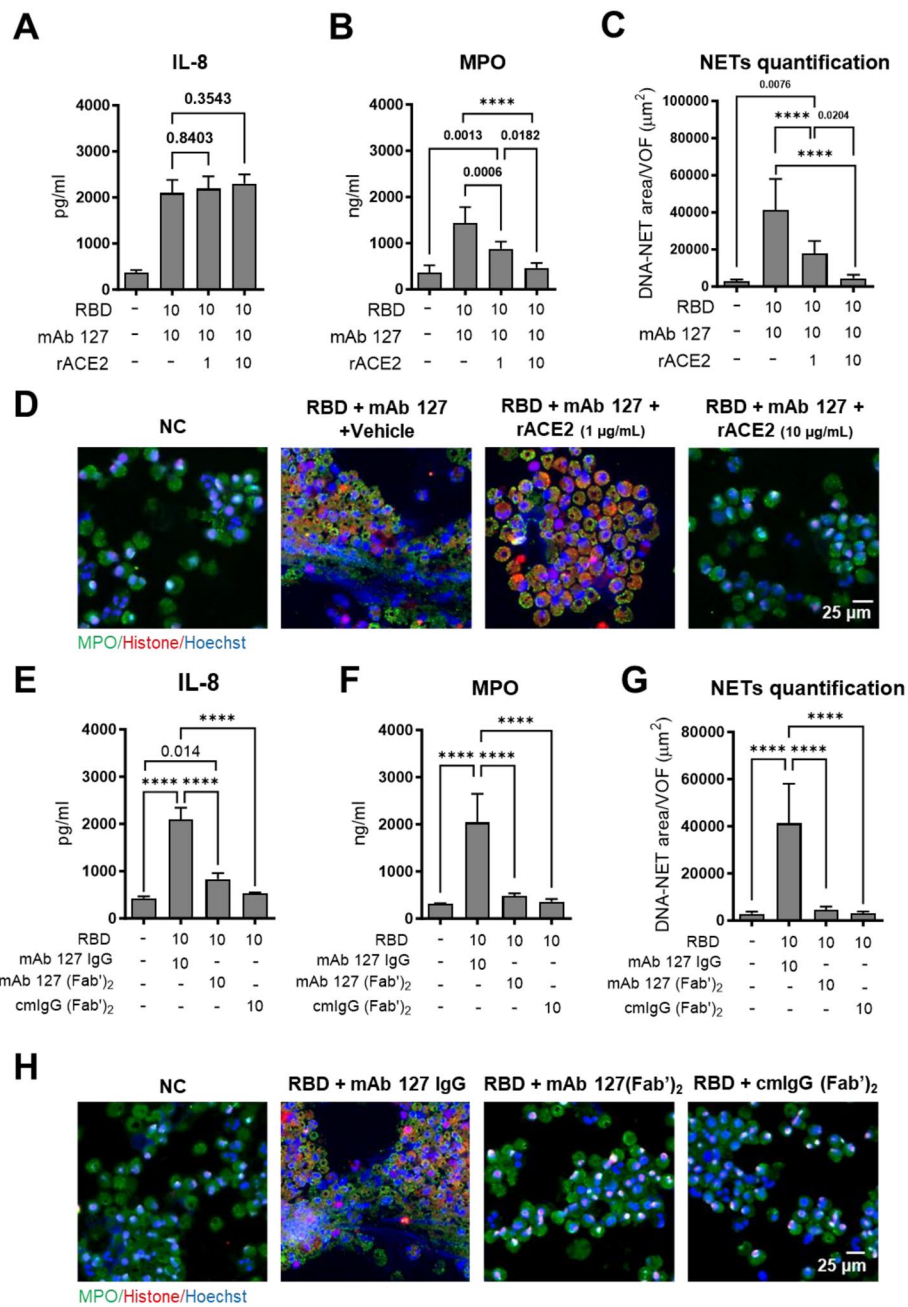 A
IL-8
pg/ml
4000
3000
2000
1000
0
0.3543
0.8403
RBD - 10 10 10
mAb 127 - 10 10 10
rACE2 - - 1 10
B
MPO
ng/ml
4000
3000
2000
1000
0
****
0.0013 0.0182
0.0006
RBD - 10 10 10
mAb 127 - 10 10 10
rACE2 - - 1 10
C
NETs quantification
DNA-NET area/VOF (µm²)
100000
80000
60000
40000
20000
0
0.0076
**** 0.0204
****
RBD - 10 10 10
mAb 127 - 10 10 10
rACE2 - - 1 10
D
NC
RBD + mAb 127
+Vehicle
RBD + mAb 127 +
rACE2 (1 µg/mL)
RBD + mAb 127 +
rACE2 (10 µg/mL)
25 µm
MPO/Histone/Hoechst
E
IL-8
pg/ml
4000
3000
2000
1000
0
****
0.014
**** ****
RBD - 10 10 10
mAb 127 IgG - 10 - -
mAb 127 (Fab')₂ - - 10 -
cmIgG (Fab')₂ - - - 10
F
MPO
ng/ml
4000
3000
2000
1000
0
****
**** ****
RBD - 10 10 10
mAb 127 IgG - 10 - -
mAb 127 (Fab')₂ - - 10 -
cmIgG (Fab')₂ - - - 10
G
NETs quantification
DNA-NET area/VOF (µm²)
80000
60000
40000
20000
0
****
**** ****
RBD - 10 10 10
mAb 127 IgG - 10 - -
mAb 127 (Fab')₂ - - 10 -
cmIgG (Fab')₂ - - - 10
H
NC
RBD + mAb 127 IgG
RBD + mAb 127(Fab')₂
RBD + cmIgG (Fab')₂
25 µm
MPO/Histone/Hoechst